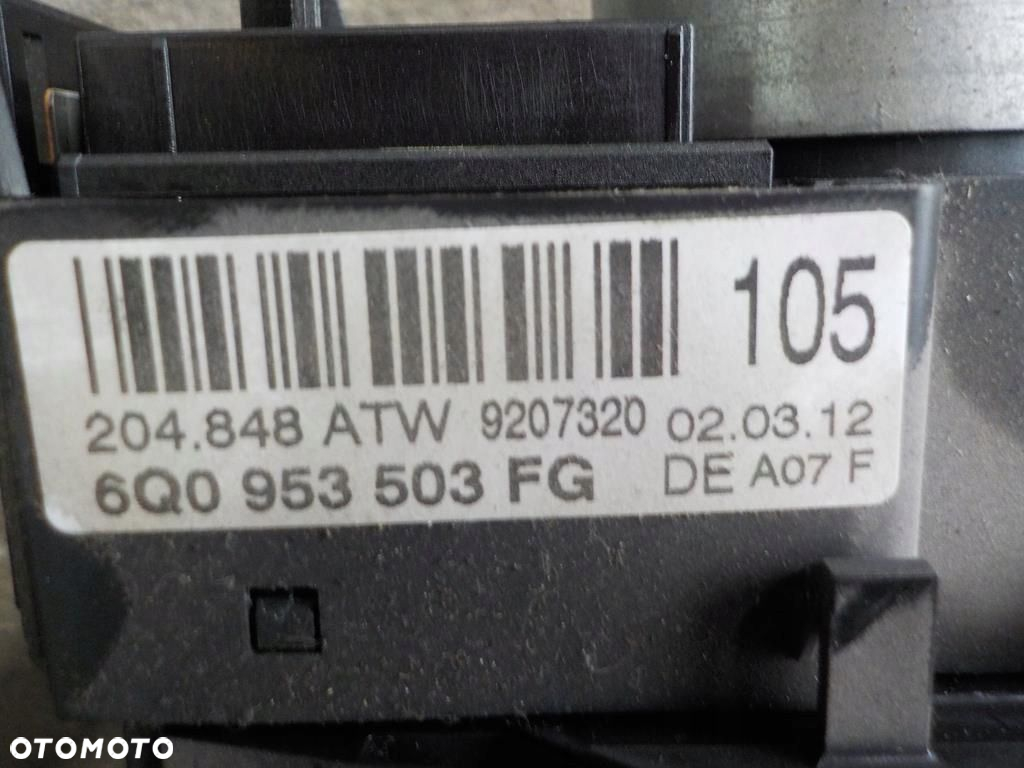 105
204.848 ATW 9207320 02.03.12
6Q0 953 503 FG DE A07 F
OTOMOTO